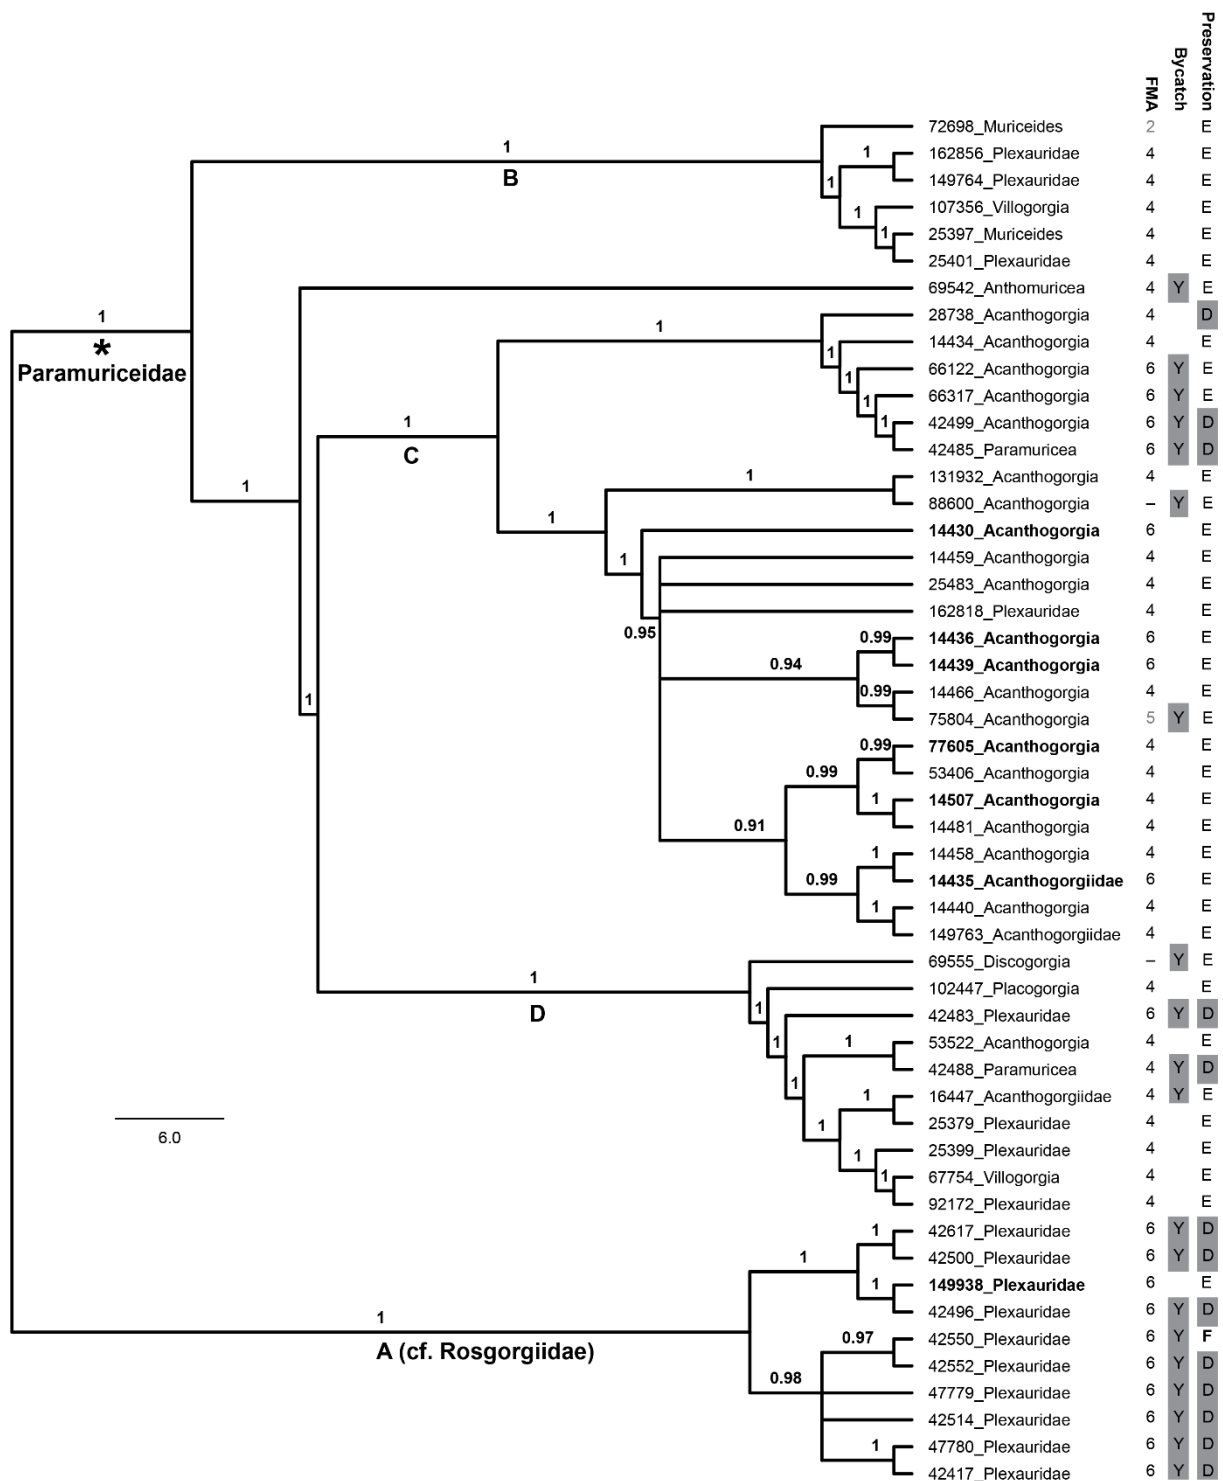 FMA Bycatch Preservation
72698_Muriceides 2 E
1
162856_Plexauridae 4 E
1
B
149764_Plexauridae 4 E
1
107356_Villogorgia 4 E
1
25397_Muriceides 4 E
1
25401_Plexauridae 4 E
69542_Anthomuricea 4 Y E
1
28738_Acanthogorgia 4 D
1
*
14434_Acanthogorgia 4 E
1
Paramuriceidae
66122_Acanthogorgia 6 Y E
1
66317_Acanthogorgia 6 Y E
1
42499_Acanthogorgia 6 Y D
1
1
C
42485_Paramuricea 6 Y D
131932_Acanthogorgia 4 E
1
1
88600_Acanthogorgia – Y E
1
14430_Acanthogorgia 6 E
1
14459_Acanthogorgia 4 E
25483_Acanthogorgia 4 E
162818_Plexauridae 4 E
0.95
0.99
14436_Acanthogorgia 6 E
0.94
14439_Acanthogorgia 6 E
0.99
14466_Acanthogorgia 4 E
1
75804_Acanthogorgia 5 Y E
0.99
77605_Acanthogorgia 4 E
0.99
53406_Acanthogorgia 4 E
1
14507_Acanthogorgia 4 E
0.91
14481_Acanthogorgia 4 E
1
14458_Acanthogorgia 4 E
0.99
14435_Acanthogorgiidae 6 E
1
14440_Acanthogorgia 4 E
149763_Acanthogorgiidae 4 E
69555_Discogorgia – Y E
1
D
102447_Placogorgia 4 E
1
42483_Plexauridae 6 Y D
1
53522_Acanthogorgia 4 E
1
42488_Paramuricea 4 Y D
1
16447_Acanthogorgiidae 4 Y E
1
25379_Plexauridae 4 E
1
6.0
25399_Plexauridae 4 E
1
67754_Villogorgia 4 E
1
92172_Plexauridae 4 E
42617_Plexauridae 6 Y D
1
1
42500_Plexauridae 6 Y D
149938_Plexauridae 6 E
1
42496_Plexauridae 6 Y D
1
A (cf. Rosgorgiidae)
42550_Plexauridae 6 Y F
0.97
42552_Plexauridae 6 Y D
0.98
47779_Plexauridae 6 Y D
42514_Plexauridae 6 Y D
47780_Plexauridae 6 Y D
1
42417_Plexauridae 6 Y D